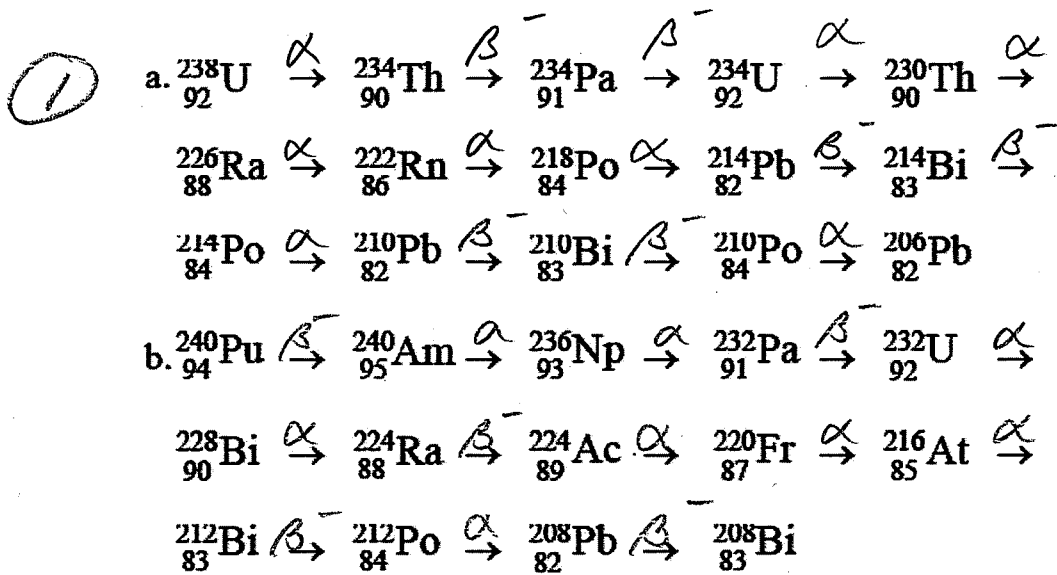 1 a. ²³⁸₉₂U α→ ²³⁴₉₀Th β⁻→ ²³⁴₉₁Pa β⁻→ ²³⁴₉₂U α→ ²³⁰₉₀Th α→
²²⁶₈₈Ra α→ ²²²₈₆Rn α→ ²¹⁸₈₄Po α→ ²¹⁴₈₂Pb β⁻→ ²¹⁴₈₃Bi β⁻→
²¹⁴₈₄Po α→ ²¹⁰₈₂Pb β⁻→ ²¹⁰₈₃Bi β⁻→ ²¹⁰₈₄Po α→ ²⁰⁶₈₂Pb
b. ²⁴⁰₉₄Pu β⁻→ ²⁴⁰₉₅Am α→ ²³⁶₉₃Np α→ ²³²₉₁Pa β⁻→ ²³²₉₂U α→
²²⁸₉₀Bi α→ ²²⁴₈₈Ra β⁻→ ²²⁴₈₉Ac α→ ²²⁰₈₇Fr α→ ²¹⁶₈₅At α→
²¹²₈₃Bi β⁻→ ²¹²₈₄Po α→ ²⁰⁸₈₂Pb β⁻→ ²⁰⁸₈₃Bi